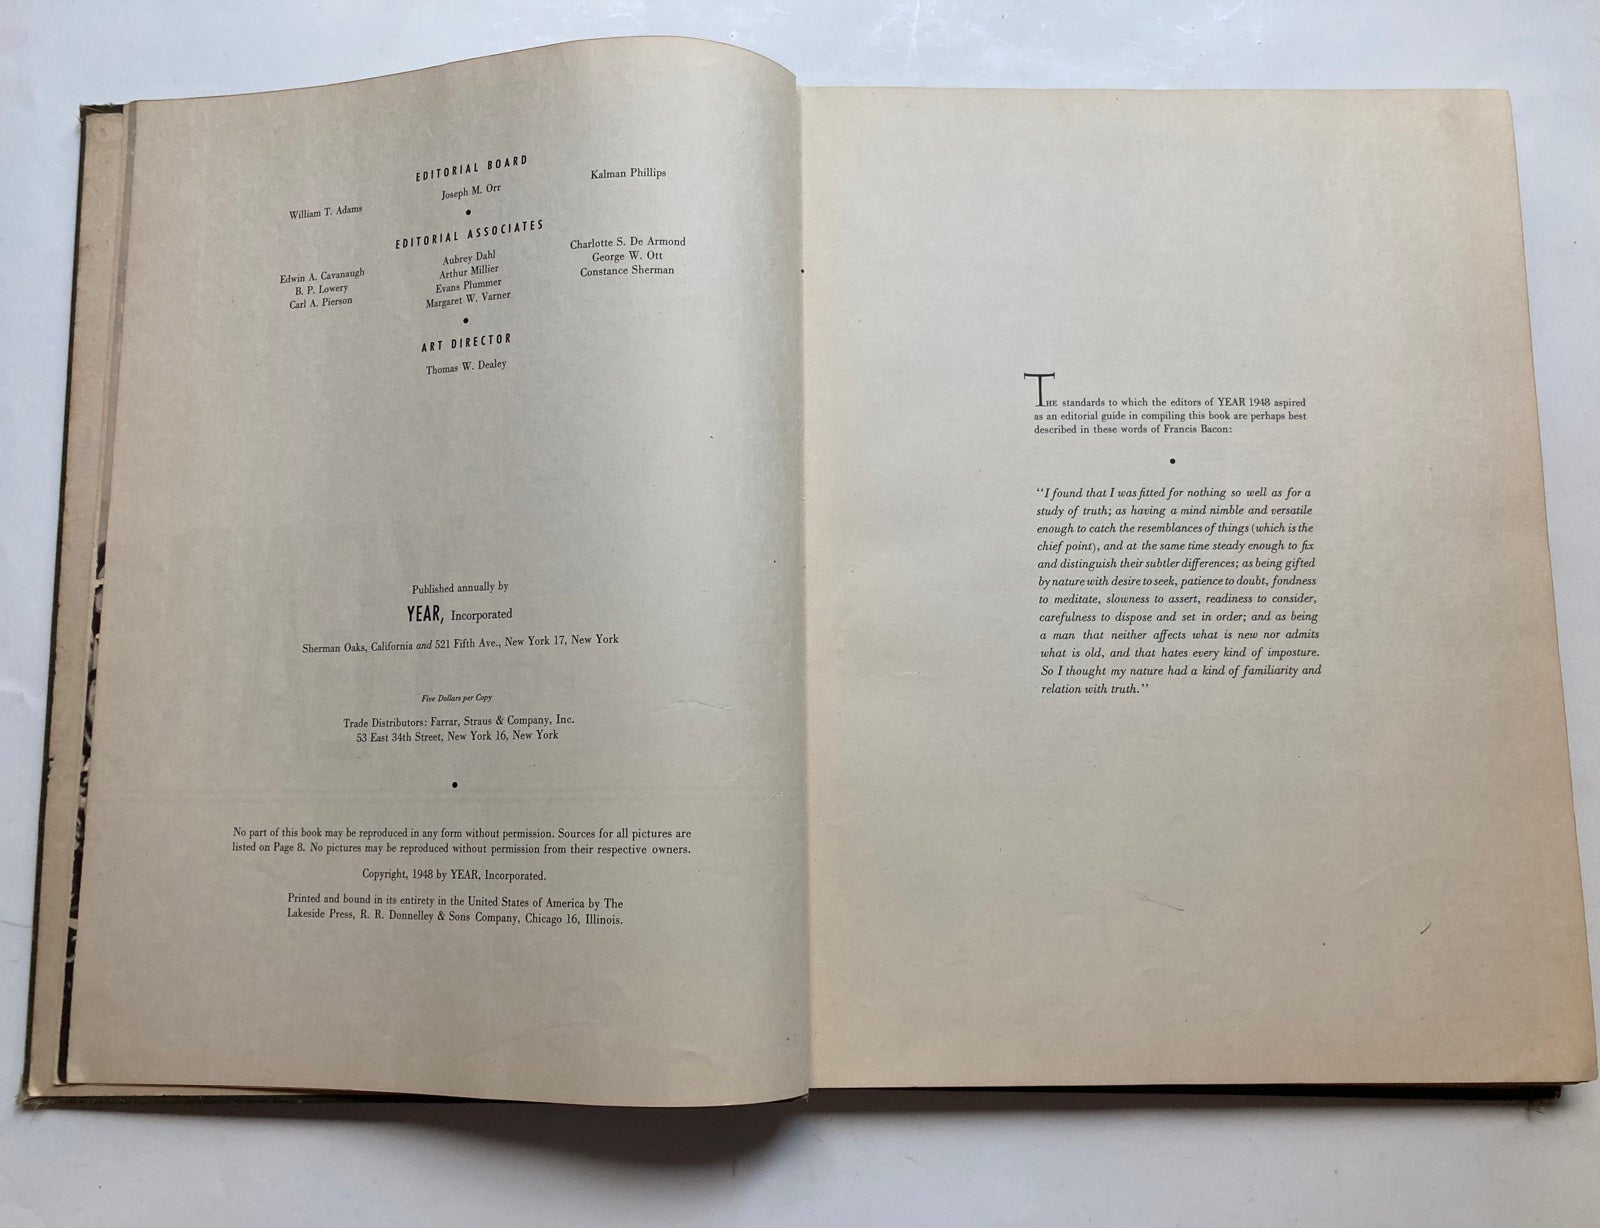 EDITORIAL BOARD
William T. Adams
Joseph M. Orr
Kalman Phillips
•
EDITORIAL ASSOCIATES
Edwin A. Cavanaugh
B. P. Lowery
Carl A. Pierson
Aubrey Dahl
Arthur Millier
Evans Plummer
Margaret W. Varner
Charlotte S. De Armond
George W. Ott
Constance Sherman
•
ART DIRECTOR
Thomas W. Dealey
Published annually by
YEAR, Incorporated
Sherman Oaks, California and 521 Fifth Ave., New York 17, New York
Five Dollars per Copy
Trade Distributors: Farrar, Straus & Company, Inc.
53 East 34th Street, New York 16, New York
•
No part of this book may be reproduced in any form without permission. Sources for all pictures are
listed on Page 8. No pictures may be reproduced without permission from their respective owners.
Copyright, 1948 by YEAR, Incorporated.
Printed and bound in its entirety in the United States of America by The
Lakeside Press, R. R. Donnelley & Sons Company, Chicago 16, Illinois.
THE standards to which the editors of YEAR 1948 aspired
as an editorial guide in compiling this book are perhaps best
described in these words of Francis Bacon:
•
“I found that I was fitted for nothing so well as for a
study of truth; as having a mind nimble and versatile
enough to catch the resemblances of things (which is the
chief point), and at the same time steady enough to fix
and distinguish their subtler differences; as being gifted
by nature with desire to seek, patience to doubt, fondness
to meditate, slowness to assert, readiness to consider,
carefulness to dispose and set in order; and as being
a man that neither affects what is new nor admits
what is old, and that hates every kind of imposture.
So I thought my nature had a kind of familiarity and
relation with truth.”